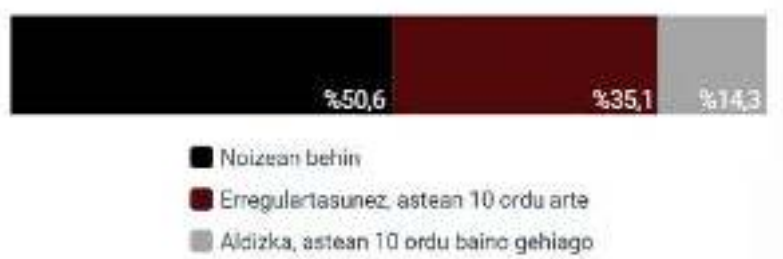 %50,6 %35,1 %14,3
Noizean behin
Erregulartasunez, astean 10 ordu arte
Aldizka, astean 10 ordu baino gehiago